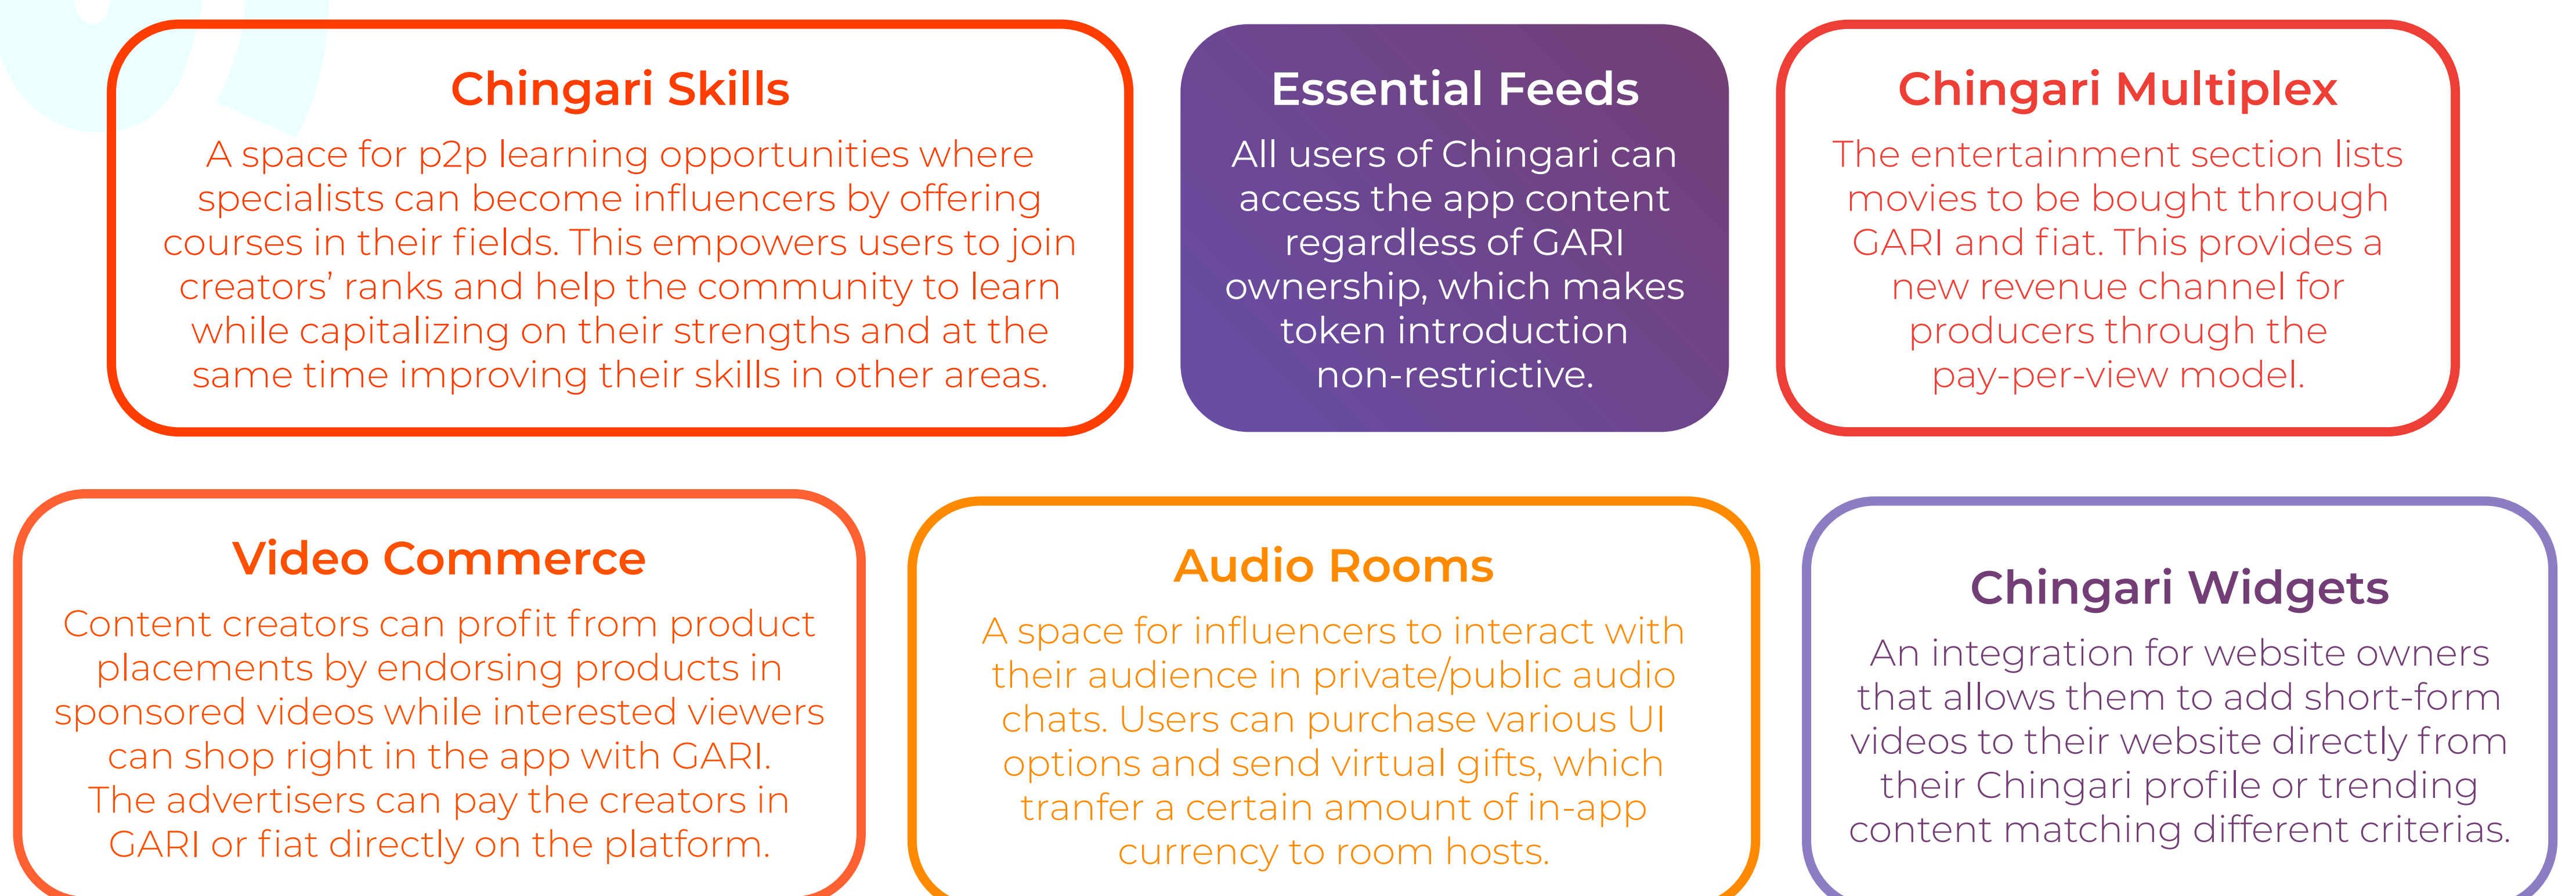 Chingari Skills
A space for p2p learning opportunities where
specialists can become influencers by offering
courses in their fields. This empowers users to join
creators’ ranks and help the community to learn
while capitalizing on their strengths and at the
same time improving their skills in other areas.
Essential Feeds
All users of Chingari can
access the app content
regardless of GARI
ownership, which makes
token introduction
non-restrictive.
Chingari Multiplex
The entertainment section lists
movies to be bought through
GARI and fiat. This provides a
new revenue channel for
producers through the
pay-per-view model.
Video Commerce
Content creators can profit from product
placements by endorsing products in
sponsored videos while interested viewers
can shop right in the app with GARI.
The advertisers can pay the creators in
GARI or fiat directly on the platform.
Audio Rooms
A space for influencers to interact with
their audience in private/public audio
chats. Users can purchase various UI
options and send virtual gifts, which
tranfer a certain amount of in-app
currency to room hosts.
Chingari Widgets
An integration for website owners
that allows them to add short-form
videos to their website directly from
their Chingari profile or trending
content matching different criterias.